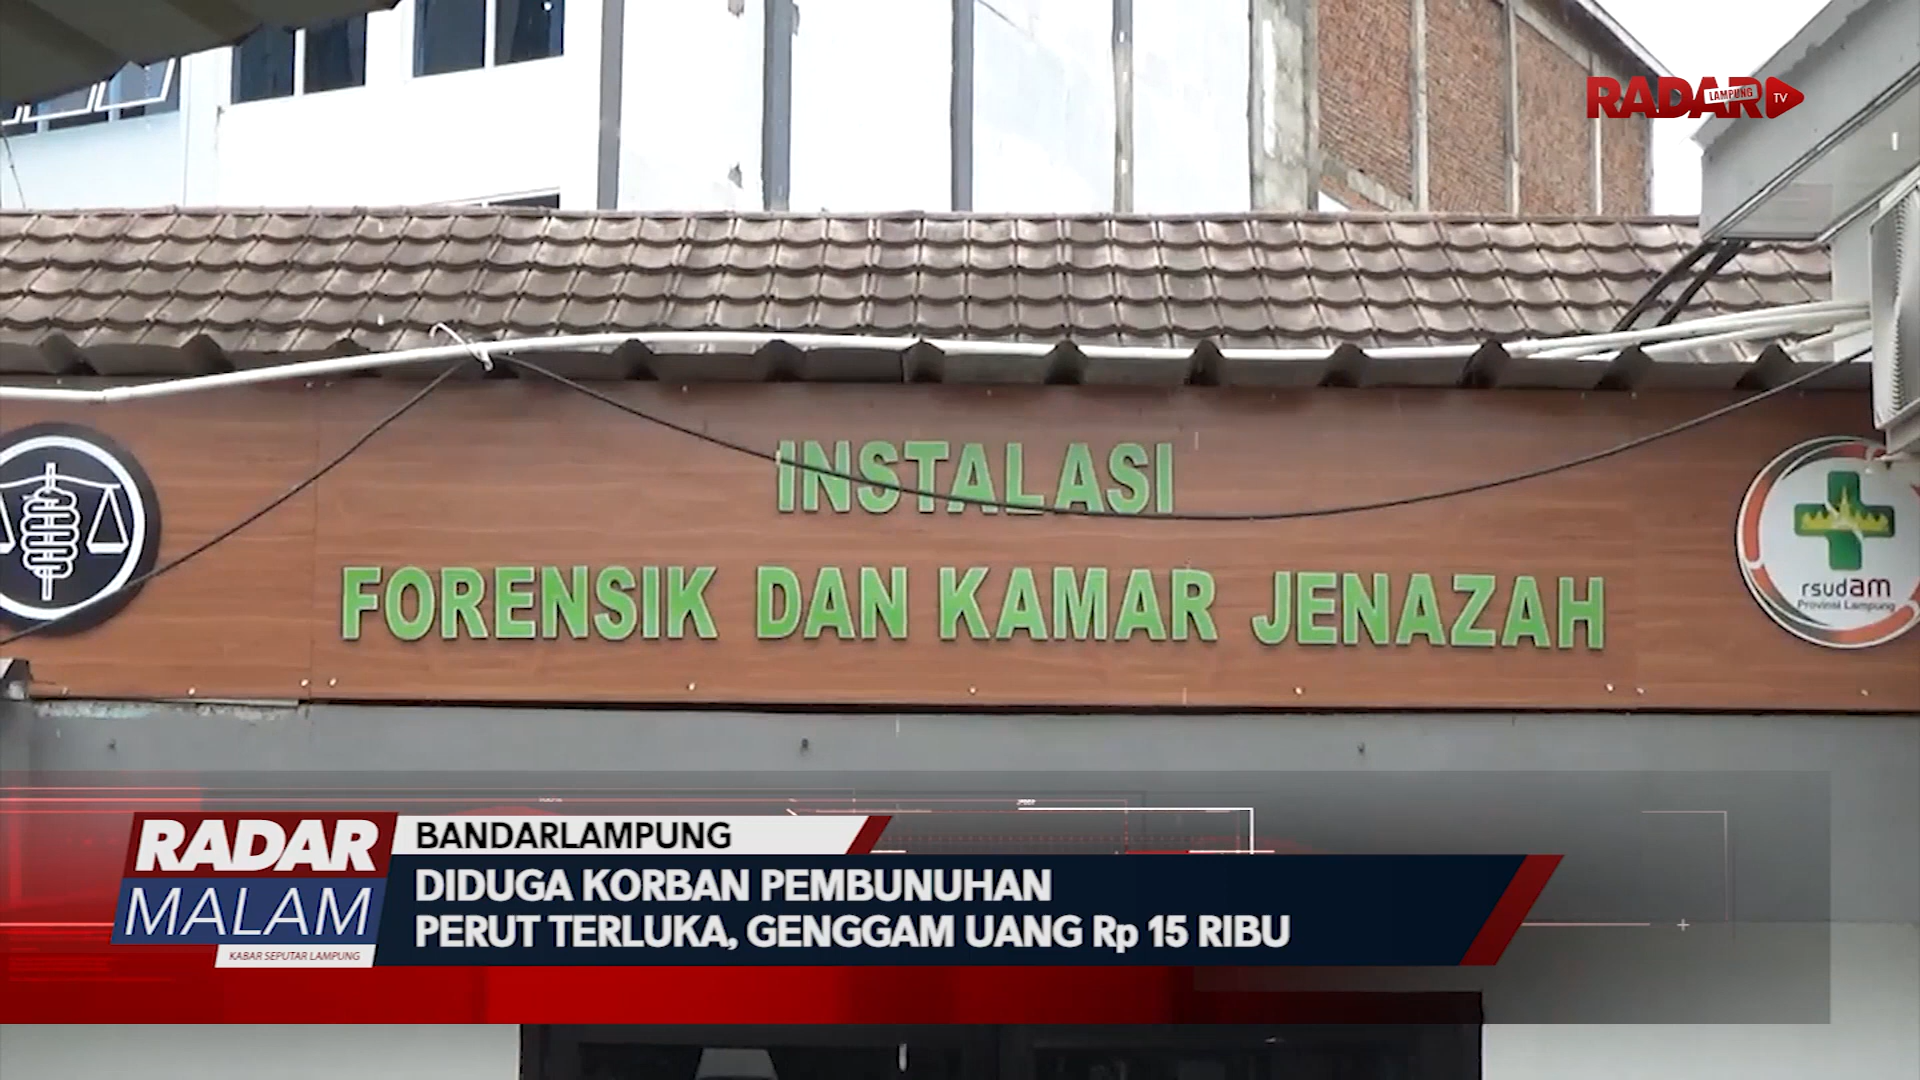 RADAR
LAMPUNG
TV
INSTALASI
FORENSIK DAN KAMAR JENAZAH
rsudam
Provinsi Lampung
BANDARLAMPUNG
RADAR
MALAM
KABAR SEPUTAR LAMPUNG
DIDUGA KORBAN PEMBUNUHAN
PERUT TERLUKA, GENGGAM UANG Rp 15 RIBU